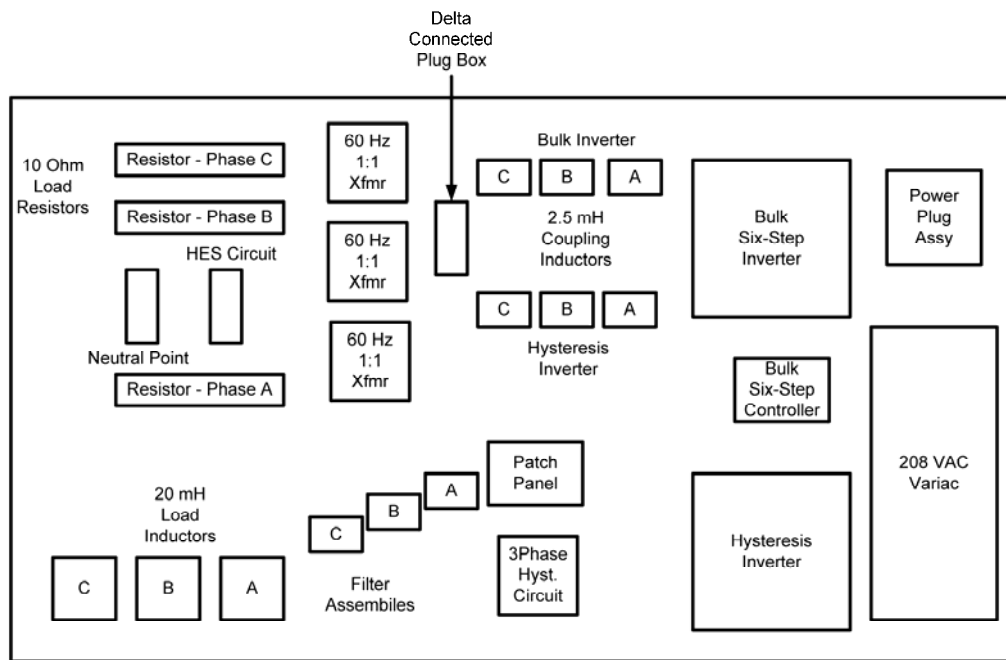 Delta
Connected
Plug Box
10 Ohm
Load
Resistors
Resistor - Phase C
Resistor - Phase B
HES Circuit
Neutral Point
Resistor - Phase A
60 Hz
1:1
Xfmr
60 Hz
1:1
Xfmr
60 Hz
1:1
Xfmr
Bulk Inverter
C
B
A
2.5 mH
Coupling
Inductors
C
B
A
Hysteresis
Inverter
Bulk
Six-Step
Inverter
Power
Plug
Assy
Bulk
Six-Step
Controller
208 VAC
Variac
20 mH
Load
Inductors
C
B
A
C
B
A
Filter
Assembiles
Patch
Panel
3Phase
Hyst.
Circuit
Hysteresis
Inverter